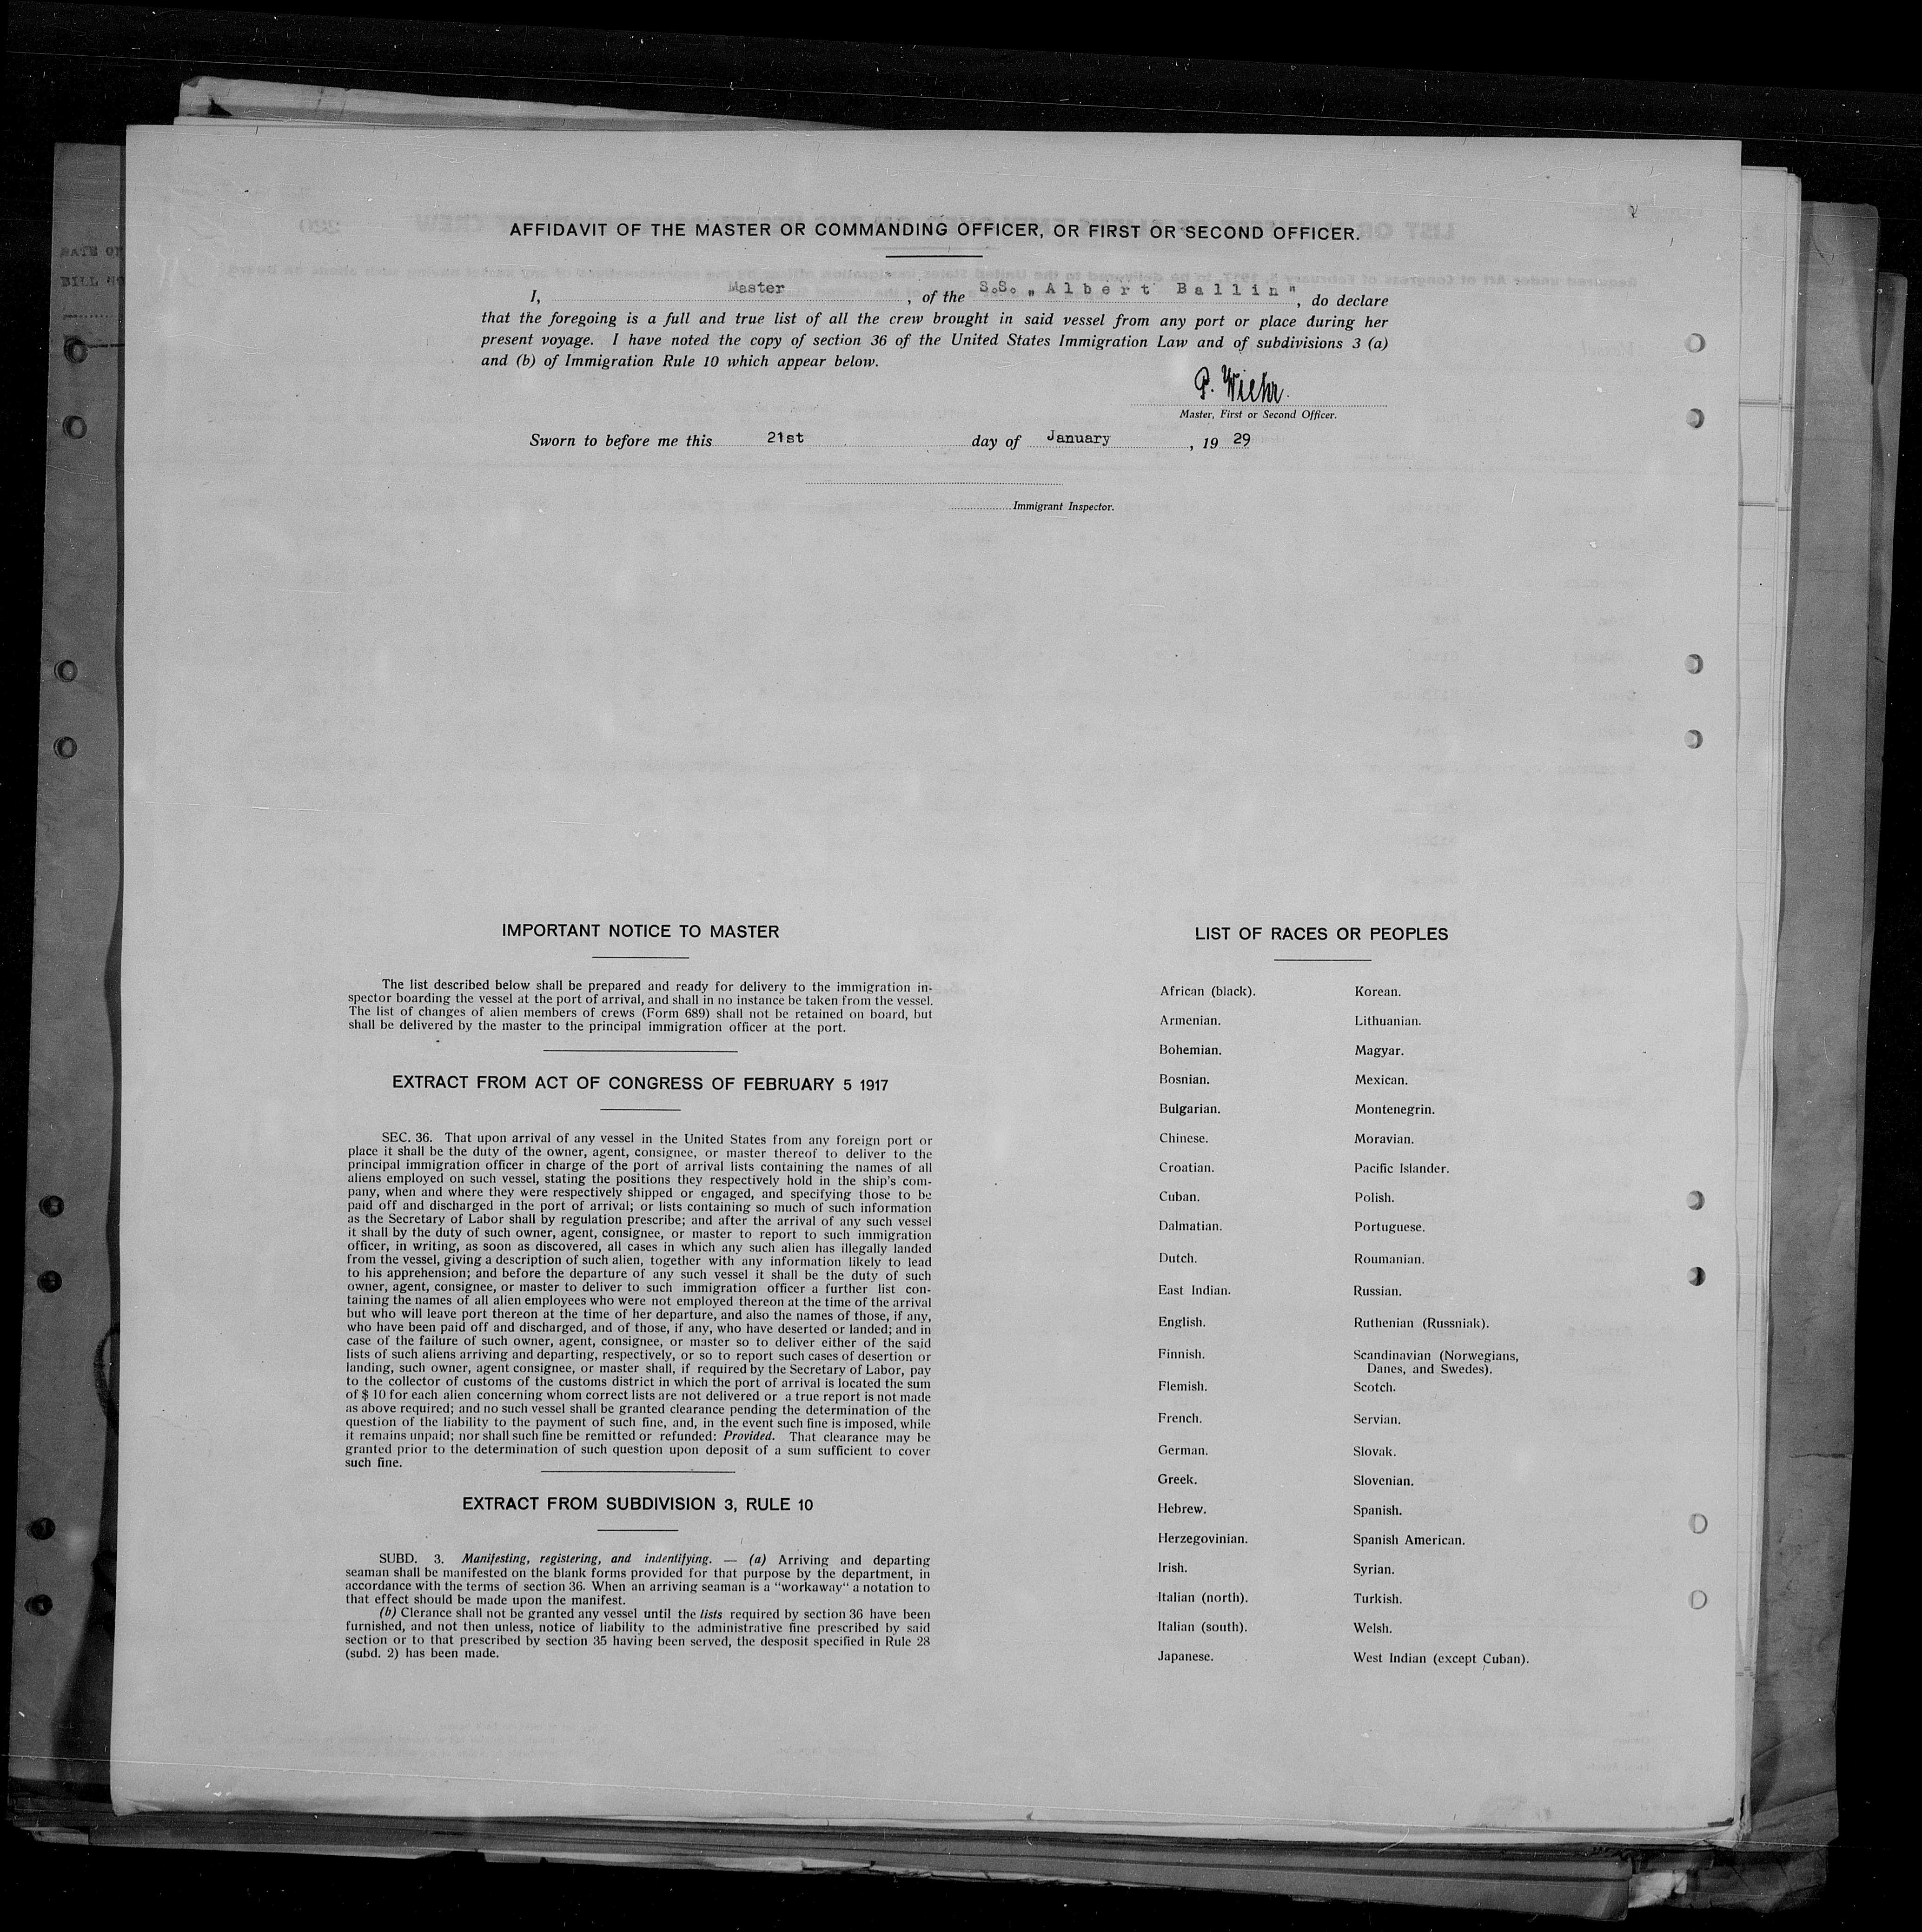 AFFIDAVIT OF THE MASTER OR COMMANDING OFFICER, OR FIRST OR SECOND OFFICER.
I, Master, of the S.S. „Albert Ballin", do declare
that the foregoing is a full and true list of all the crew brought in said vessel from any port or place during her
present voyage. I have noted the copy of section 36 of the United States Immigration Law and of subdivisions 3 (a)
and (b) of Immigration Rule 10 which appear below.
P. Wiehr.
Master, First or Second Officer.
Sworn to before me this 21st day of January, 19 29
Immigrant Inspector.
IMPORTANT NOTICE TO MASTER
The list described below shall be prepared and ready for delivery to the immigration in-
spector boarding the vessel at the port of arrival, and shall in no instance be taken from the vessel.
The list of changes of alien members of crews (Form 689) shall not be retained on board, but
shall be delivered by the master to the principal immigration officer at the port.
EXTRACT FROM ACT OF CONGRESS OF FEBRUARY 5 1917
SEC. 36. That upon arrival of any vessel in the United States from any foreign port or
place it shall be the duty of the owner, agent, consignee, or master thereof to deliver to the
principal immigration officer in charge of the port of arrival lists containing the names of all
aliens employed on such vessel, stating the positions they respectively hold in the ship's com-
pany, when and where they were respectively shipped or engaged, and specifying those to be
paid off and discharged in the port of arrival; or lists containing so much of such information
as the Secretary of Labor shall by regulation prescribe; and after the arrival of any such vessel
it shall by the duty of such owner, agent, consignee, or master to report to such immigration
officer, in writing, as soon as discovered, all cases in which any such alien has illegally landed
from the vessel, giving a description of such alien, together with any information likely to lead
to his apprehension; and before the departure of any such vessel it shall be the duty of such
owner, agent, consignee, or master to deliver to such immigration officer a further list con-
taining the names of all alien employees who were not employed thereon at the time of the arrival
but who will leave port thereon at the time of her departure, and also the names of those, if any,
who have been paid off and discharged, and of those, if any, who have deserted or landed; and in
case of the failure of such owner, agent, consignee, or master so to deliver either of the said
lists of such aliens arriving and departing, respectively, or so to report such cases of desertion or
landing, such owner, agent consignee, or master shall, if required by the Secretary of Labor, pay
to the collector of customs of the customs district in which the port of arrival is located the sum
of $ 10 for each alien concerning whom correct lists are not delivered or a true report is not made
as above required; and no such vessel shall be granted clearance pending the determination of the
question of the liability to the payment of such fine, and, in the event such fine is imposed, while
it remains unpaid; nor shall such fine be remitted or refunded: Provided. That clearance may be
granted prior to the determination of such question upon deposit of a sum sufficient to cover
such fine.
EXTRACT FROM SUBDIVISION 3, RULE 10
SUBD. 3. Manifesting, registering, and indentifying. — (a) Arriving and departing
seaman shall be manifested on the blank forms provided for that purpose by the department, in
accordance with the terms of section 36. When an arriving seaman is a "workaway" a notation to
that effect should be made upon the manifest.
(b) Clerance shall not be granted any vessel until the lists required by section 36 have been
furnished, and not then unless, notice of liability to the administrative fine prescribed by said
section or to that prescribed by section 35 having been served, the desposit specified in Rule 28
(subd. 2) has been made.
LIST OF RACES OR PEOPLES
African (black).
Armenian.
Bohemian.
Bosnian.
Bulgarian.
Chinese.
Croatian.
Cuban.
Dalmatian.
Dutch.
East Indian.
English.
Finnish.
Flemish.
French.
German.
Greek.
Hebrew.
Herzegovinian.
Irish.
Italian (north).
Italian (south).
Japanese.
Korean.
Lithuanian.
Magyar.
Mexican.
Montenegrin.
Moravian.
Pacific Islander.
Polish.
Portuguese.
Roumanian.
Russian.
Ruthenian (Russniak).
Scandinavian (Norwegians,
Danes, and Swedes).
Scotch.
Servian.
Slovak.
Slovenian.
Spanish.
Spanish American.
Syrian.
Turkish.
Welsh.
West Indian (except Cuban).